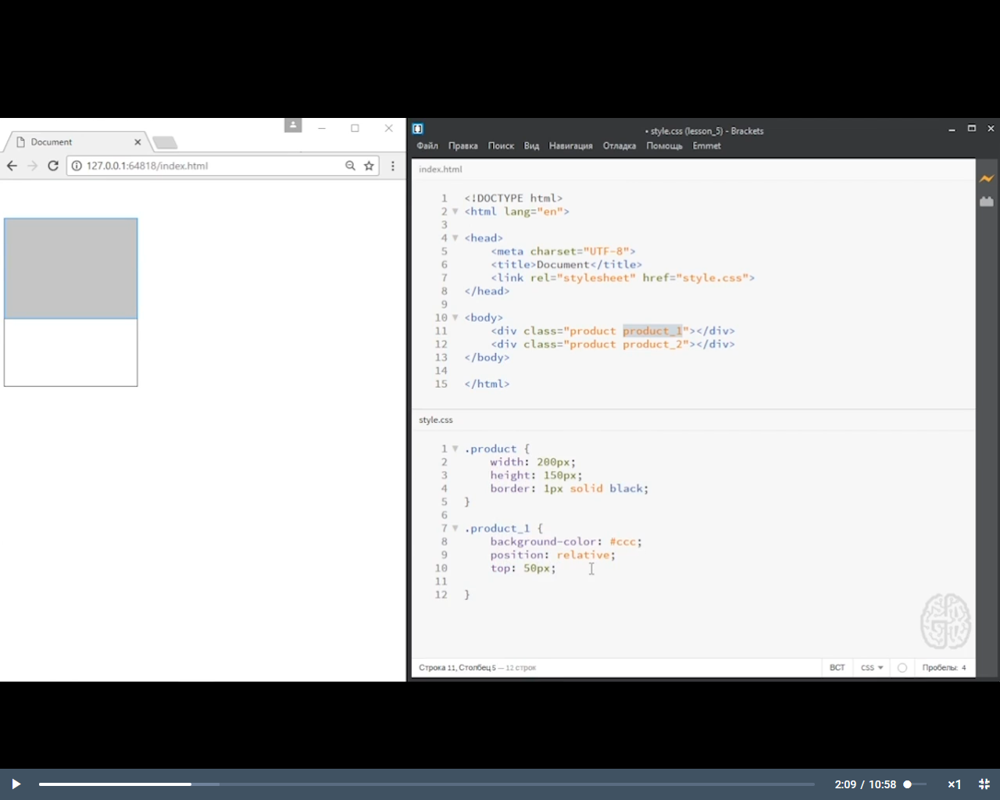 Document
127.0.0.1:64818/index.html
• style.css (lesson_5) - Brackets
Файл Правка Поиск Вид Навигация Отладка Помощь Emmet
index.html
1 <!DOCTYPE html>
2 <html lang="en">
3
4 <head>
5 <meta charset="UTF-8">
6 <title>Document</title>
7 <link rel="stylesheet" href="style.css">
8 </head>
9
10 <body>
11 <div class="product product_1"></div>
12 <div class="product product_2"></div>
13 </body>
14
15 </html>
style.css
1 .product {
2 width: 200px;
3 height: 150px;
4 border: 1px solid black;
5 }
6
7 .product_1 {
8 background-color: #ccc;
9 position: relative;
10 top: 50px;
11
12 }
Строка 11, Столбец 5 — 12 строк
ВСТ CSS Пробелы: 4
2:09 / 10:58 ×1